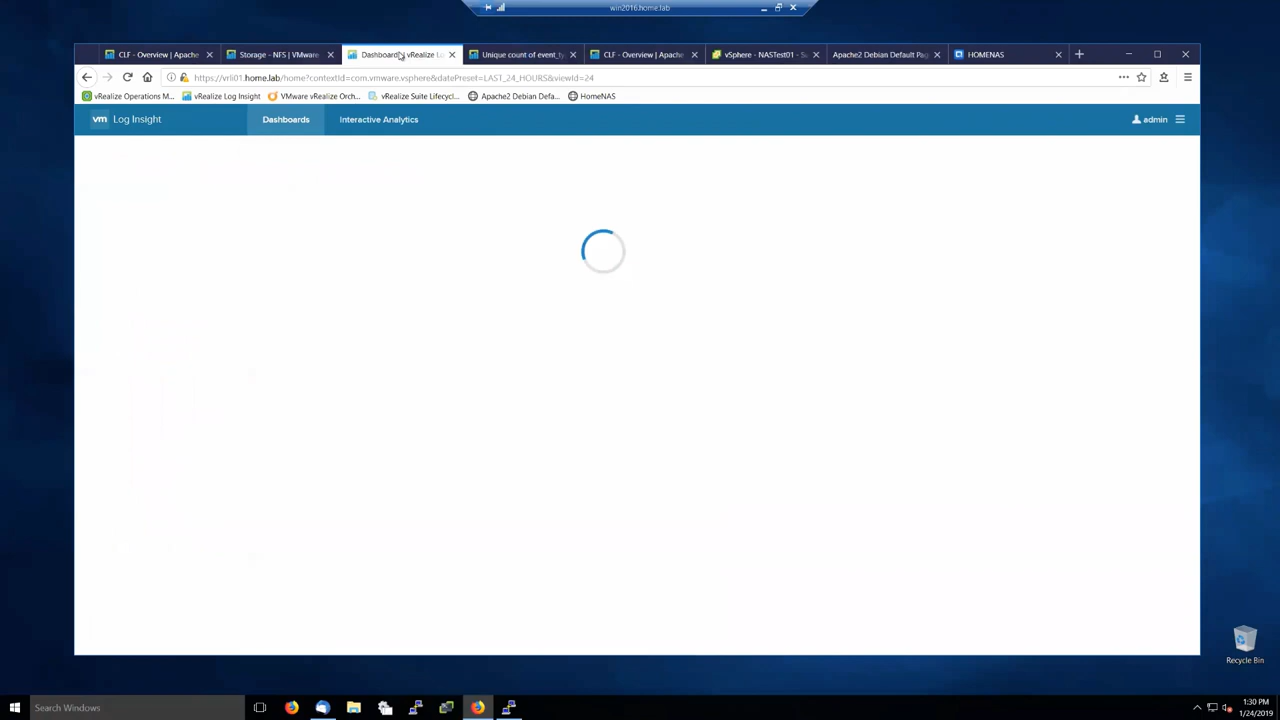 win2016.home.lab
CLF - Overview | Apache
Storage - NFS | VMware
Dashboards | vRealize Lo
Unique count of event_ty
CLF - Overview | Apache
vSphere - NASTest01 - Su
Apache2 Debian Default Pag
HOMENAS
https://vrli01.home.lab/home?contextId=com.vmware.vsphere&datePreset=LAST_24_HOURS&viewId=24
vRealize Operations M...
vRealize Log Insight
VMware vRealize Orch...
vRealize Suite Lifecycl...
Apache2 Debian Defa...
HomeNAS
vm Log Insight
Dashboards
Interactive Analytics
admin
Recycle Bin
Search Windows
1:30 PM
1/24/2019